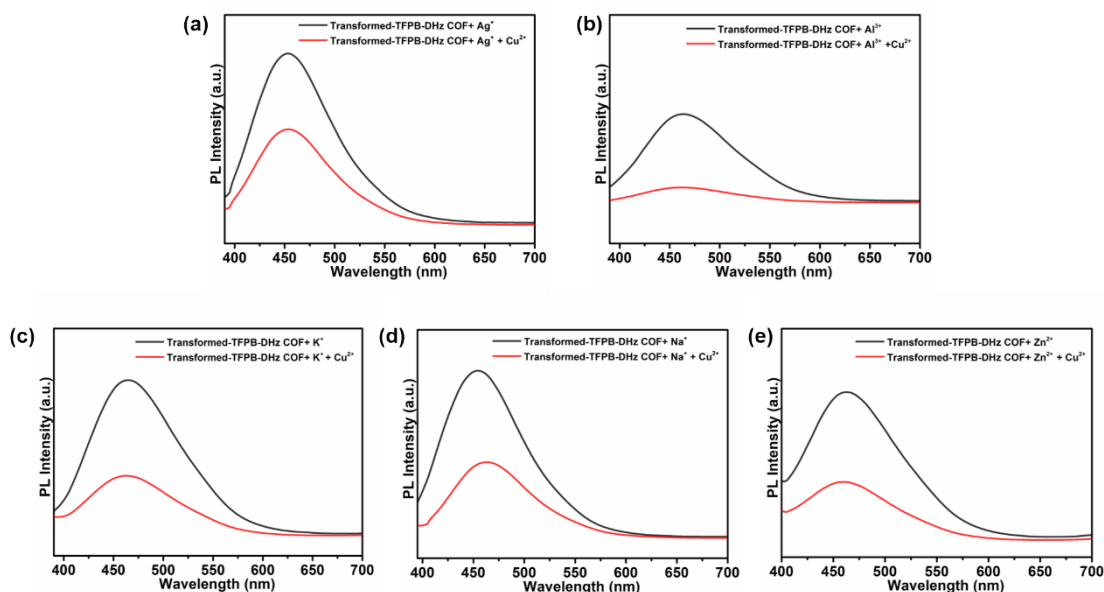 (a)
Transformed-TFPB-DHz COF+ Ag⁺
Transformed-TFPB-DHz COF+ Ag⁺ + Cu²⁺
PL Intensity (a.u.)
400 450 500 550 600 650 700
Wavelength (nm)
(b)
Transformed-TFPB-DHz COF+ Al³⁺
Transformed-TFPB-DHz COF+ Al³⁺ +Cu²⁺
PL Intensity (a.u.)
400 450 500 550 600 650 700
Wavelength (nm)
(c)
Transformed-TFPB-DHz COF+ K⁺
Transformed-TFPB-DHz COF+ K⁺ + Cu²⁺
PL Intensity (a.u.)
400 450 500 550 600 650 700
Wavelength (nm)
(d)
Transformed-TFPB-DHz COF+ Na⁺
Transformed-TFPB-DHz COF+ Na⁺ + Cu²⁺
PL Intensity (a.u.)
400 450 500 550 600 650 700
Wavelength (nm)
(e)
Transformed-TFPB-DHz COF+ Zn²⁺
Transformed-TFPB-DHz COF+ Zn²⁺ + Cu²⁺
PL Intensity (a.u.)
400 450 500 550 600 650 700
Wavelength (nm)